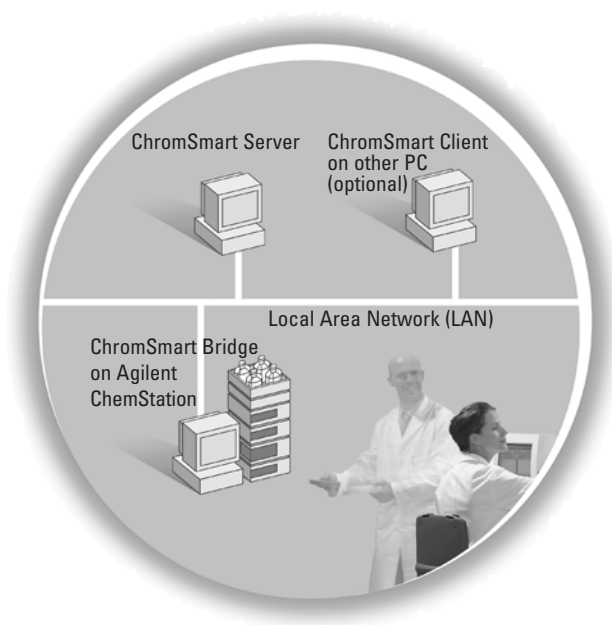 ChromSmart Server
ChromSmart Client
on other PC
(optional)
Local Area Network (LAN)
ChromSmart Bridge
on Agilent
ChemStation